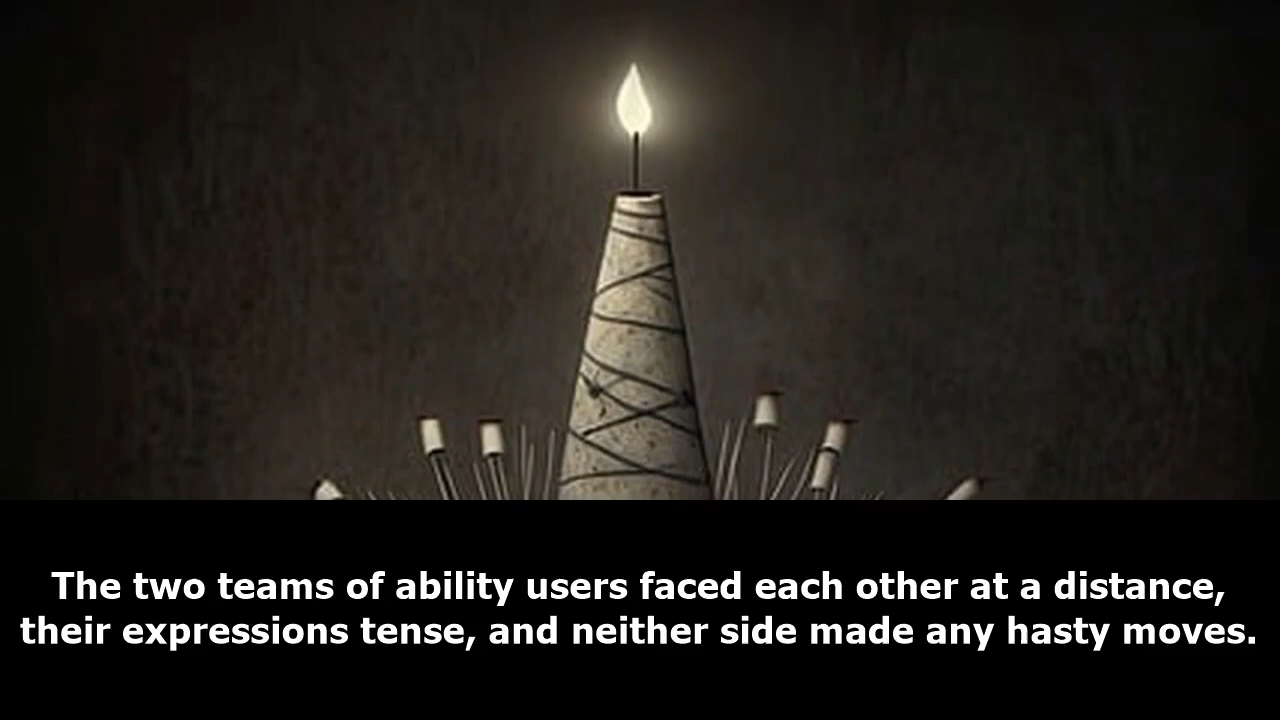 The two teams of ability users faced each other at a distance,
their expressions tense, and neither side made any hasty moves.